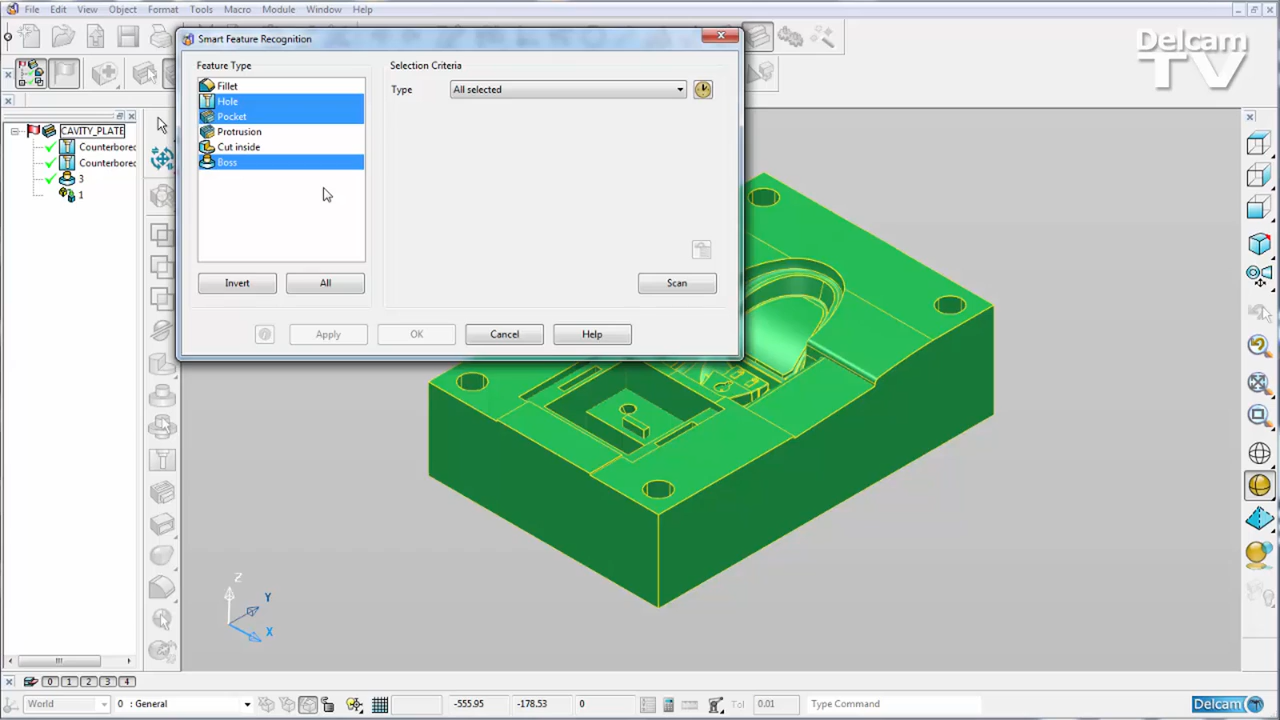 File Edit View Object Format Tools Macro Module Window Help
Delcam
TV
Smart Feature Recognition
Feature Type
Fillet
Hole
Pocket
Protrusion
Cut inside
Boss
Invert All
Selection Criteria
Type All selected
Scan
Apply OK Cancel Help
CAVITY_PLATE
Counterbored
Counterbored
3
1
Z
Y
X
0 1 2 3 4
World 0 : General -555.95 -178.53 0 Tol 0.01 Type Command Delcam